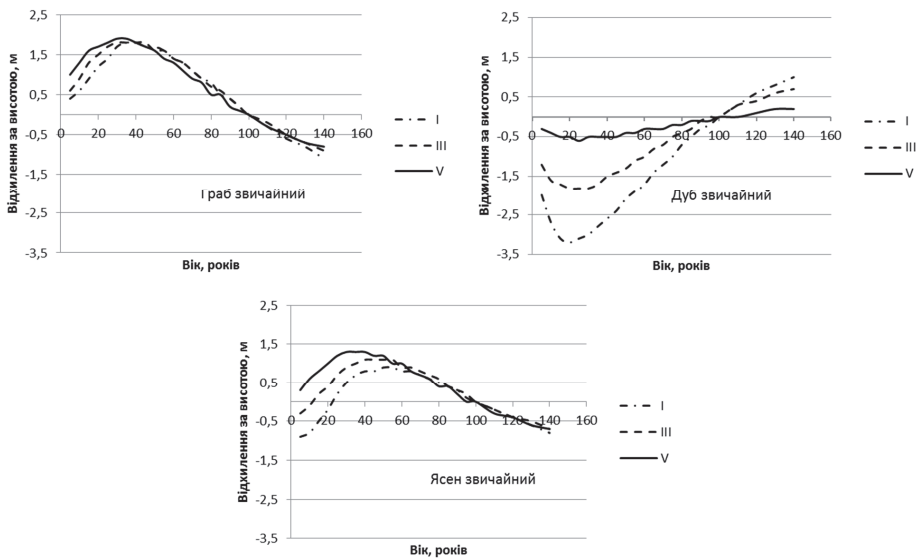 2,5
1,5
0,5
-0,5
-1,5
-2,5
-3,5
0 20 40 60 80 100 120 140 160
Відхилення за висотою, м
Вік, років
Граб звичайний
I
III
V
2,5
1,5
0,5
-0,5
-1,5
-2,5
-3,5
0 20 40 60 80 100 120 140 160
Відхилення за висотою, м
Вік, років
Дуб звичайний
I
III
V
2,5
1,5
0,5
-0,5
-1,5
-2,5
-3,5
0 20 40 60 80 100 120 140 160
Відхилення за висотою, м
Вік, років
Ясен звичайний
I
III
V